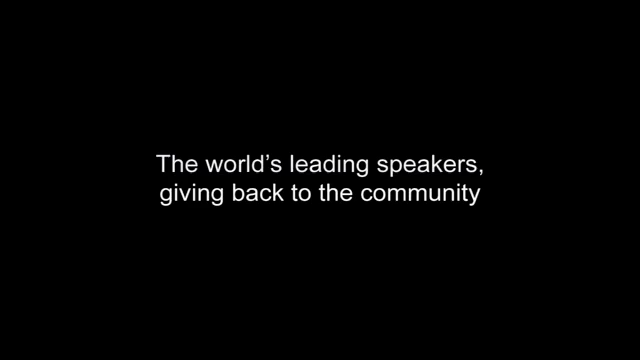 The world’s leading speakers,
giving back to the community